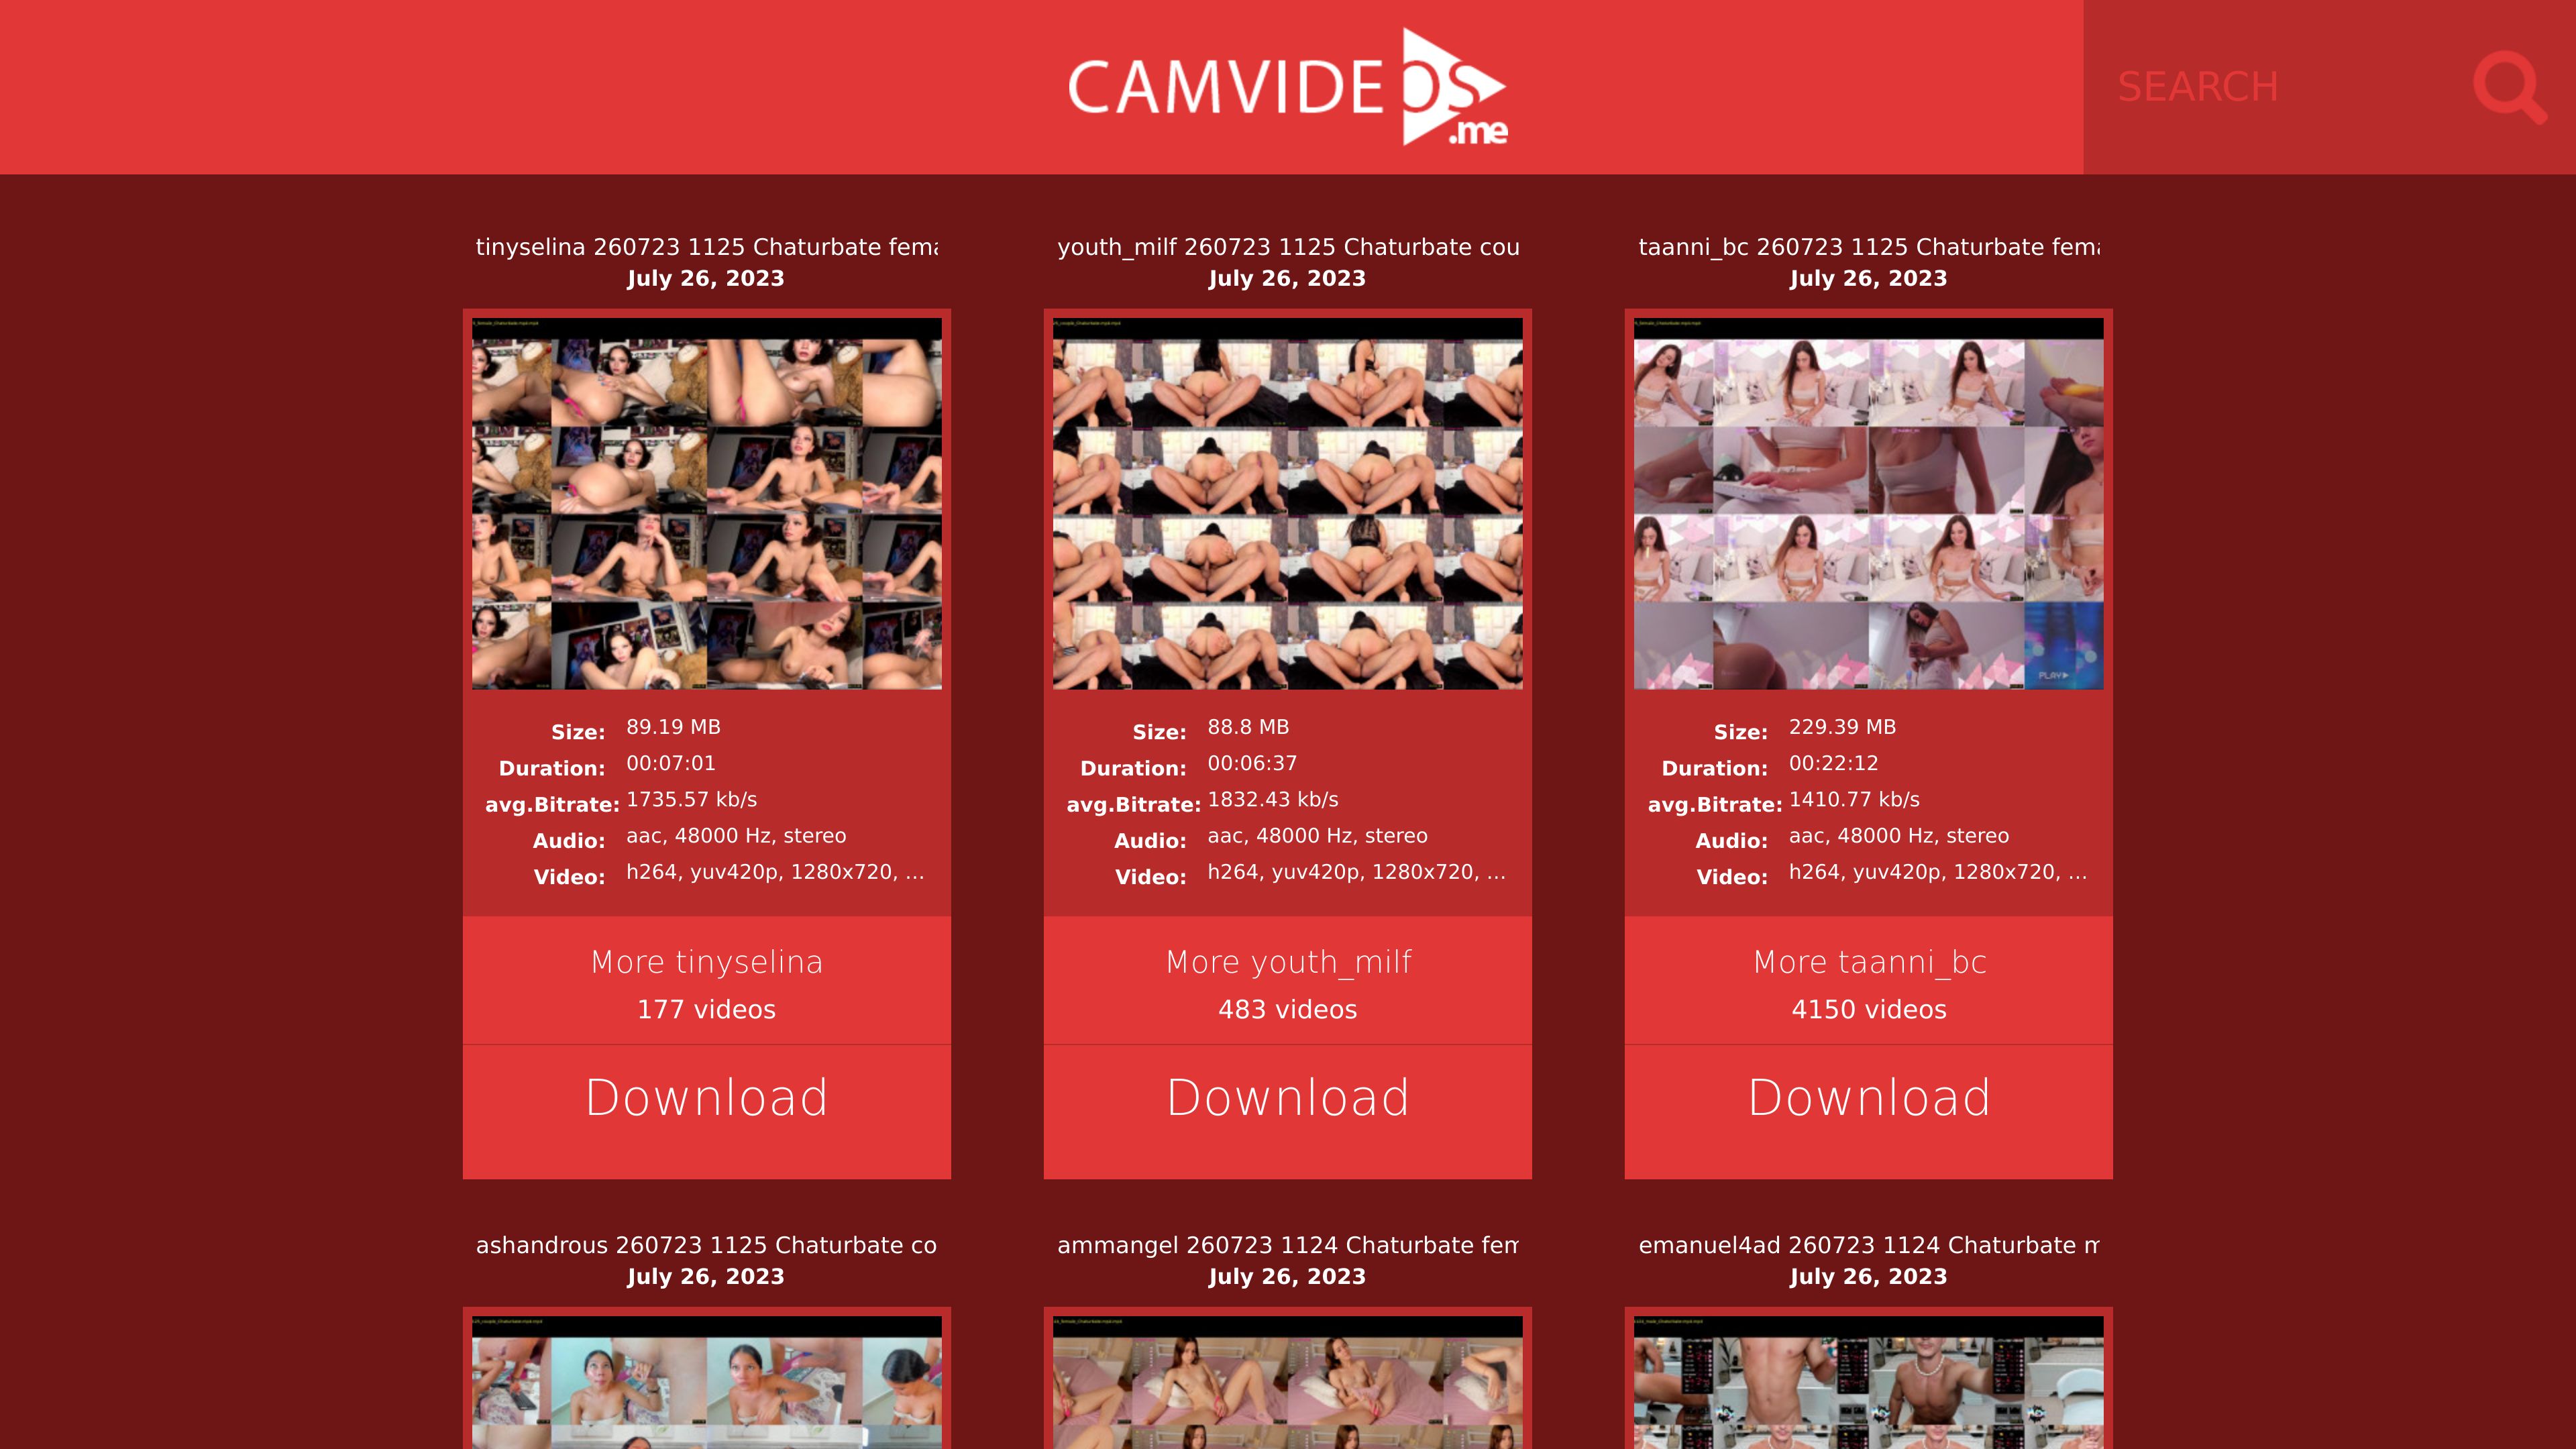 CAMVIDEOS
.me
SEARCH
tinyselina 260723 1125 Chaturbate fema
July 26, 2023
Size: 89.19 MB
Duration: 00:07:01
avg.Bitrate: 1735.57 kb/s
Audio: aac, 48000 Hz, stereo
Video: h264, yuv420p, 1280x720, ...
More tinyselina
177 videos
Download
youth_milf 260723 1125 Chaturbate cou
July 26, 2023
Size: 88.8 MB
Duration: 00:06:37
avg.Bitrate: 1832.43 kb/s
Audio: aac, 48000 Hz, stereo
Video: h264, yuv420p, 1280x720, ...
More youth_milf
483 videos
Download
taanni_bc 260723 1125 Chaturbate fema
July 26, 2023
PLAY
Size: 229.39 MB
Duration: 00:22:12
avg.Bitrate: 1410.77 kb/s
Audio: aac, 48000 Hz, stereo
Video: h264, yuv420p, 1280x720, ...
More taanni_bc
4150 videos
Download
ashandrous 260723 1125 Chaturbate co
July 26, 2023
ammangel 260723 1124 Chaturbate fem
July 26, 2023
emanuel4ad 260723 1124 Chaturbate m
July 26, 2023